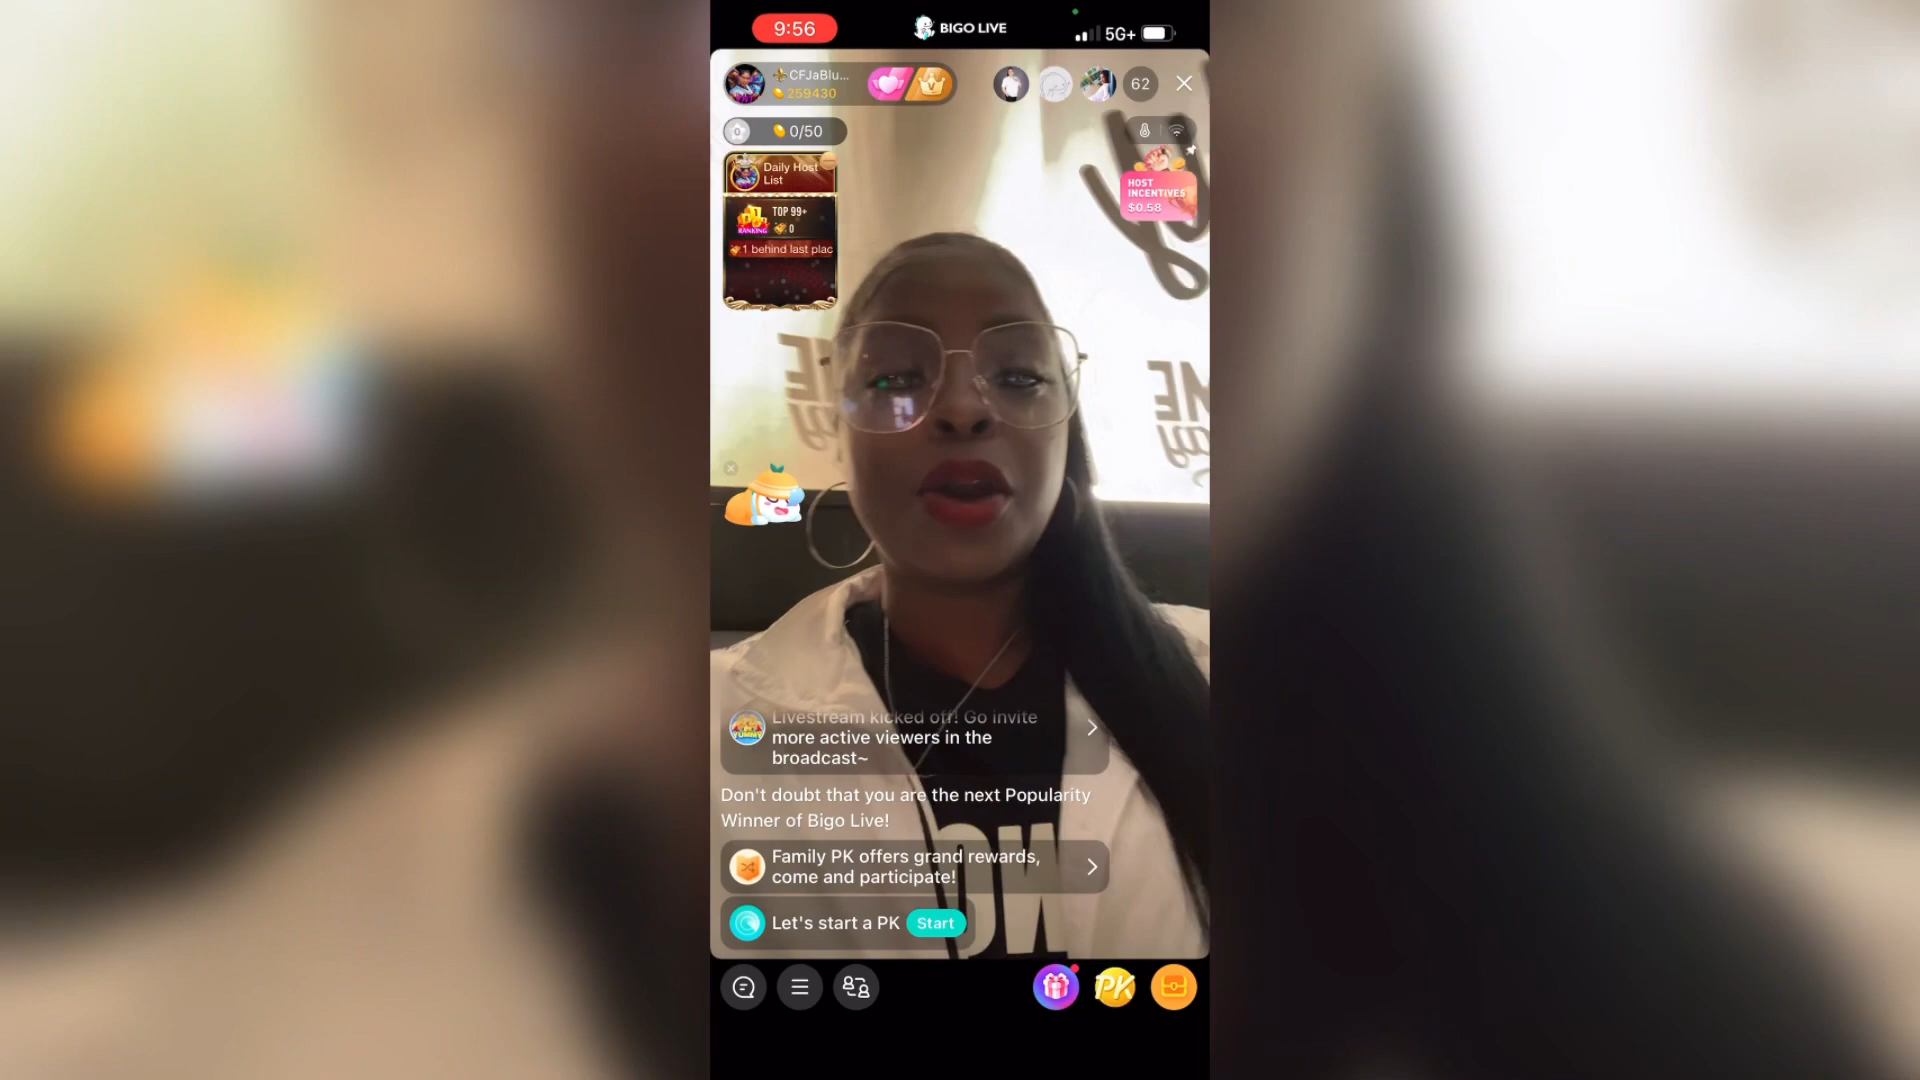 9:56
BIGO LIVE
5G+
CFJaBlu...
259430
V
62
0
0/50
Daily Host
List
HOST
INCENTIVES
$0.58
TOP 99+
RANKING
0
1 behind last plac
Livestream kicked off! Go invite
more active viewers in the
broadcast~
YUMMY
Don't doubt that you are the next Popularity
Winner of Bigo Live!
Family PK offers grand rewards,
come and participate!
Let's start a PK
Start
PK